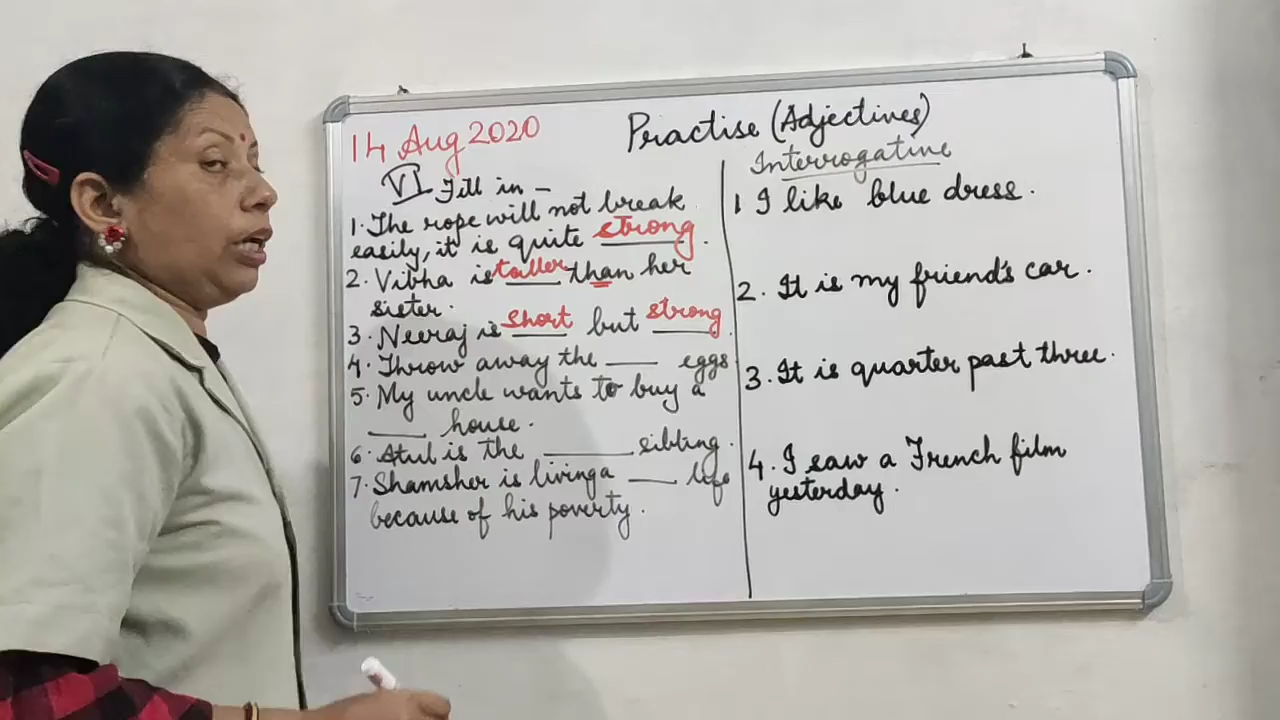 14 Aug 2020
Practise (Adjectives)
VI Fill in -
1. The rope will not break
easily, it is quite strong.
2. Vibha is taller than her
sister.
3. Neeraj is short but strong.
4. Throw away the ____ eggs
5. My uncle wants to buy a
____ house.
6. Atul is the ____ sibling.
7. Shamsher is living a ____ life
because of his poverty.
Interrogative
1 I like blue dress.
2. It is my friend's car.
3. It is quarter past three.
4. I saw a French film
yesterday.